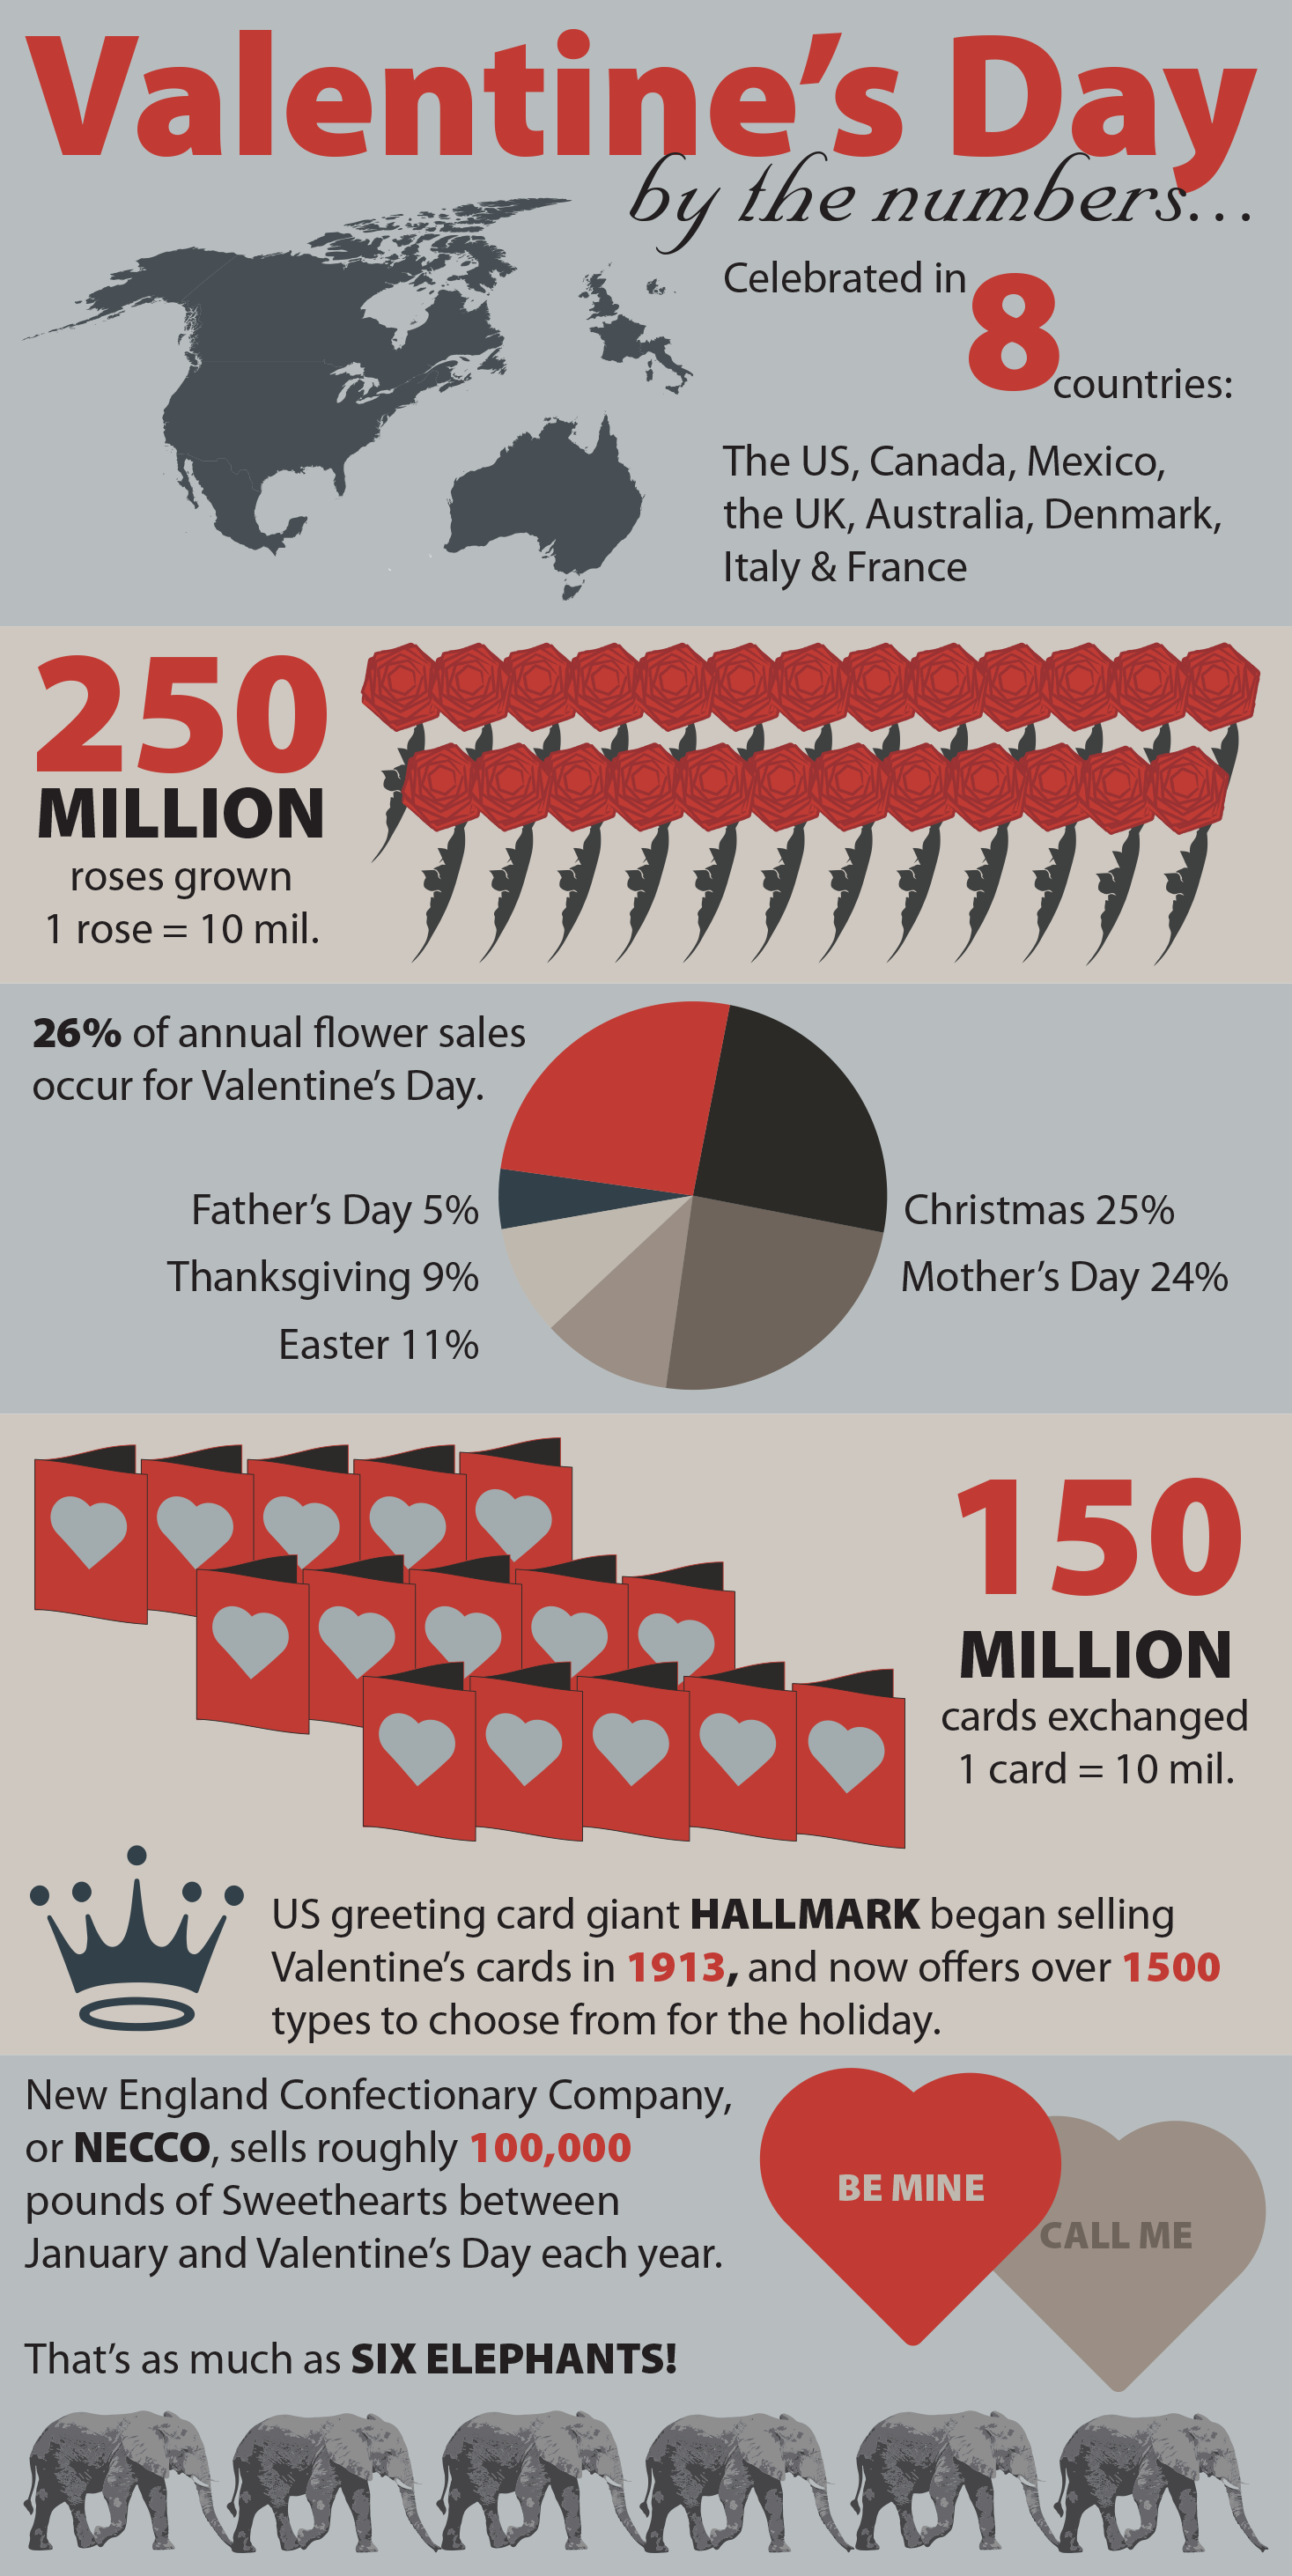 Valentine’s Day
by the numbers...
Celebrated in
8
countries:
The US, Canada, Mexico,
the UK, Australia, Denmark,
Italy & France
250
MILLION
roses grown
1 rose = 10 mil.
26% of annual flower sales
occur for Valentine’s Day.
Father’s Day 5%
Thanksgiving 9%
Easter 11%
Christmas 25%
Mother’s Day 24%
150
MILLION
cards exchanged
1 card = 10 mil.
US greeting card giant HALLMARK began selling
Valentine’s cards in 1913, and now offers over 1500
types to choose from for the holiday.
New England Confectionary Company,
or NECCO, sells roughly 100,000
pounds of Sweethearts between
January and Valentine’s Day each year.
BE MINE
CALL ME
That’s as much as SIX ELEPHANTS!